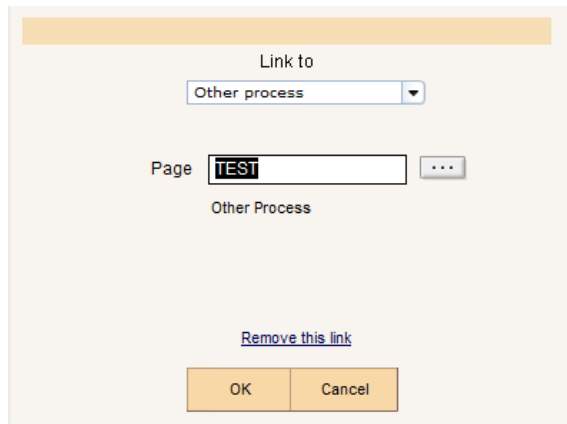 Link to
Other process
Page TEST ...
Other Process
Remove this link
OK Cancel